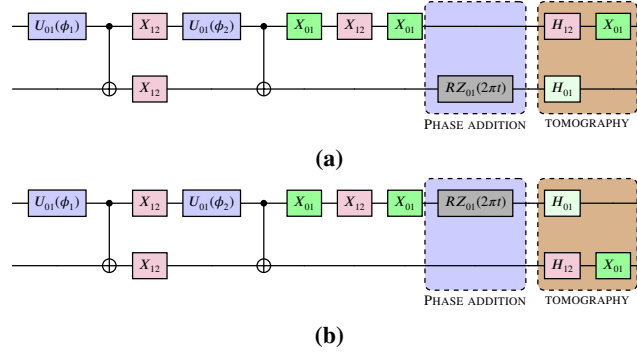 U₀₁(ϕ₁) X₁₂ U₀₁(ϕ₂) X₀₁ X₁₂ X₀₁ H₁₂ X₀₁
X₁₂ RZ₀₁(2πt) H₀₁
PHASE ADDITION TOMOGRAPHY
(a)
U₀₁(ϕ₁) X₁₂ U₀₁(ϕ₂) X₀₁ X₁₂ X₀₁ RZ₀₁(2πt) H₀₁
X₁₂ H₁₂ X₀₁
PHASE ADDITION TOMOGRAPHY
(b)